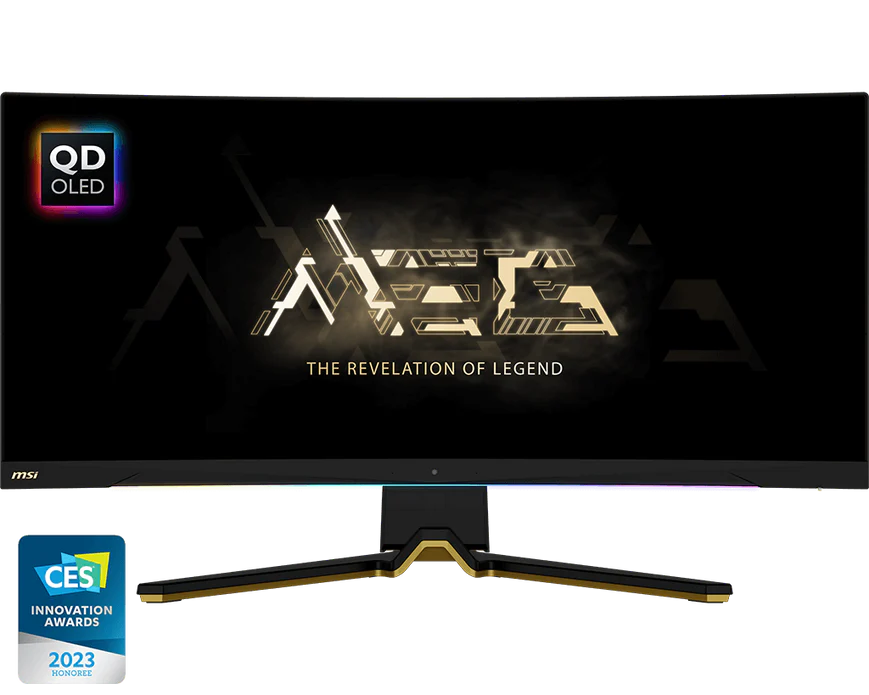 QD
OLED
MEG
THE REVELATION OF LEGEND
msi
CES
INNOVATION
AWARDS
2023
HONOREE